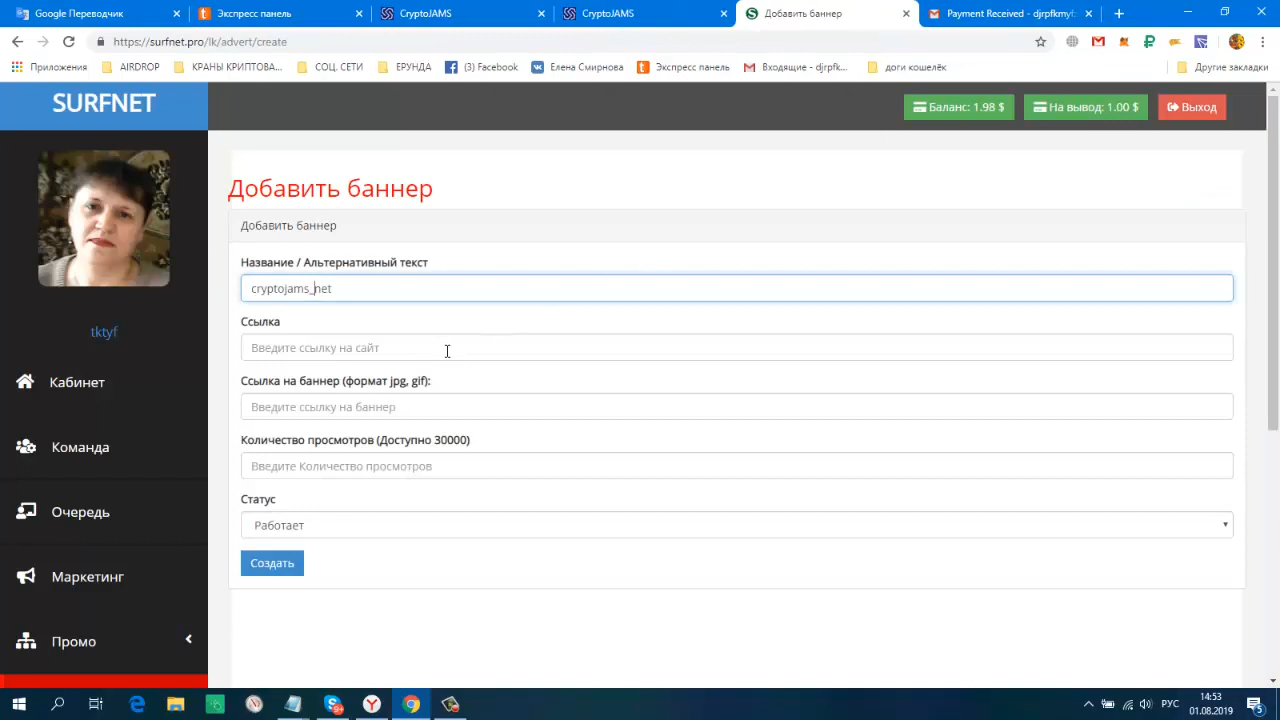 Google Переводчик
Экспресс панель
CryptoJAMS
CryptoJAMS
Добавить баннер
Payment Received - djrpfkmyf
https://surfnet.pro/lk/advert/create
Приложения
AIRDROP
КРАНЫ КРИПТОВА...
СОЦ. СЕТИ
ЕРУНДА
(3) Facebook
Елена Смирнова
Экспресс панель
Входящие - djrpfk...
доги кошелёк
Другие закладки
SURFNET
Баланс: 1.98 $
На вывод: 1.00 $
Выход
tktyf
Кабинет
Команда
Очередь
Маркетинг
Промо
Добавить баннер
Добавить баннер
Название / Альтернативный текст
cryptojams_net
Ссылка
Введите ссылку на сайт
Ссылка на баннер (формат jpg, gif):
Введите ссылку на баннер
Количество просмотров (Доступно 30000)
Введите Количество просмотров
Статус
Работает
Создать
РУС
14:53
01.08.2019
5